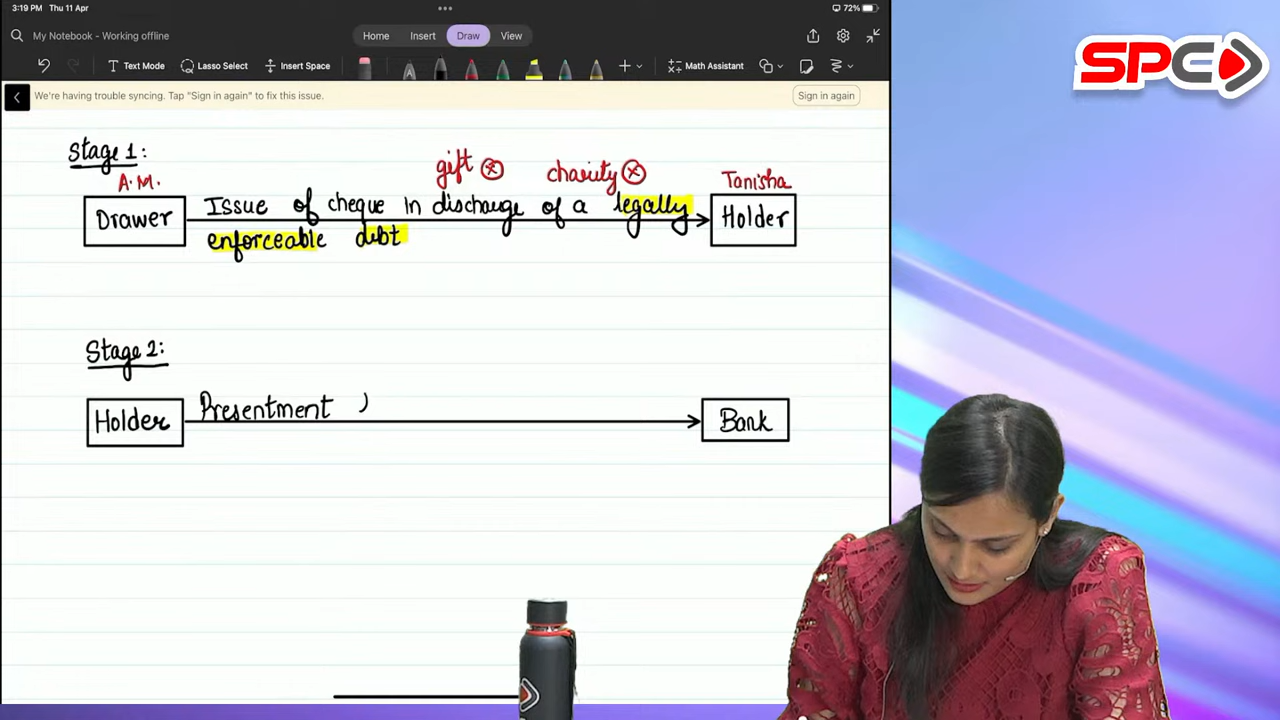 3:19 PM Thu 11 Apr
72%
My Notebook - Working offline
Home Insert Draw View
Text Mode Lasso Select Insert Space Math Assistant
We're having trouble syncing. Tap "Sign in again" to fix this issue.
Sign in again
SPC
Stage 1:
gift charity
A.M. Tanisha
Drawer Issue of cheque in discharge of a legally Holder
enforceable debt
Stage 2:
Holder Presentment ) Bank